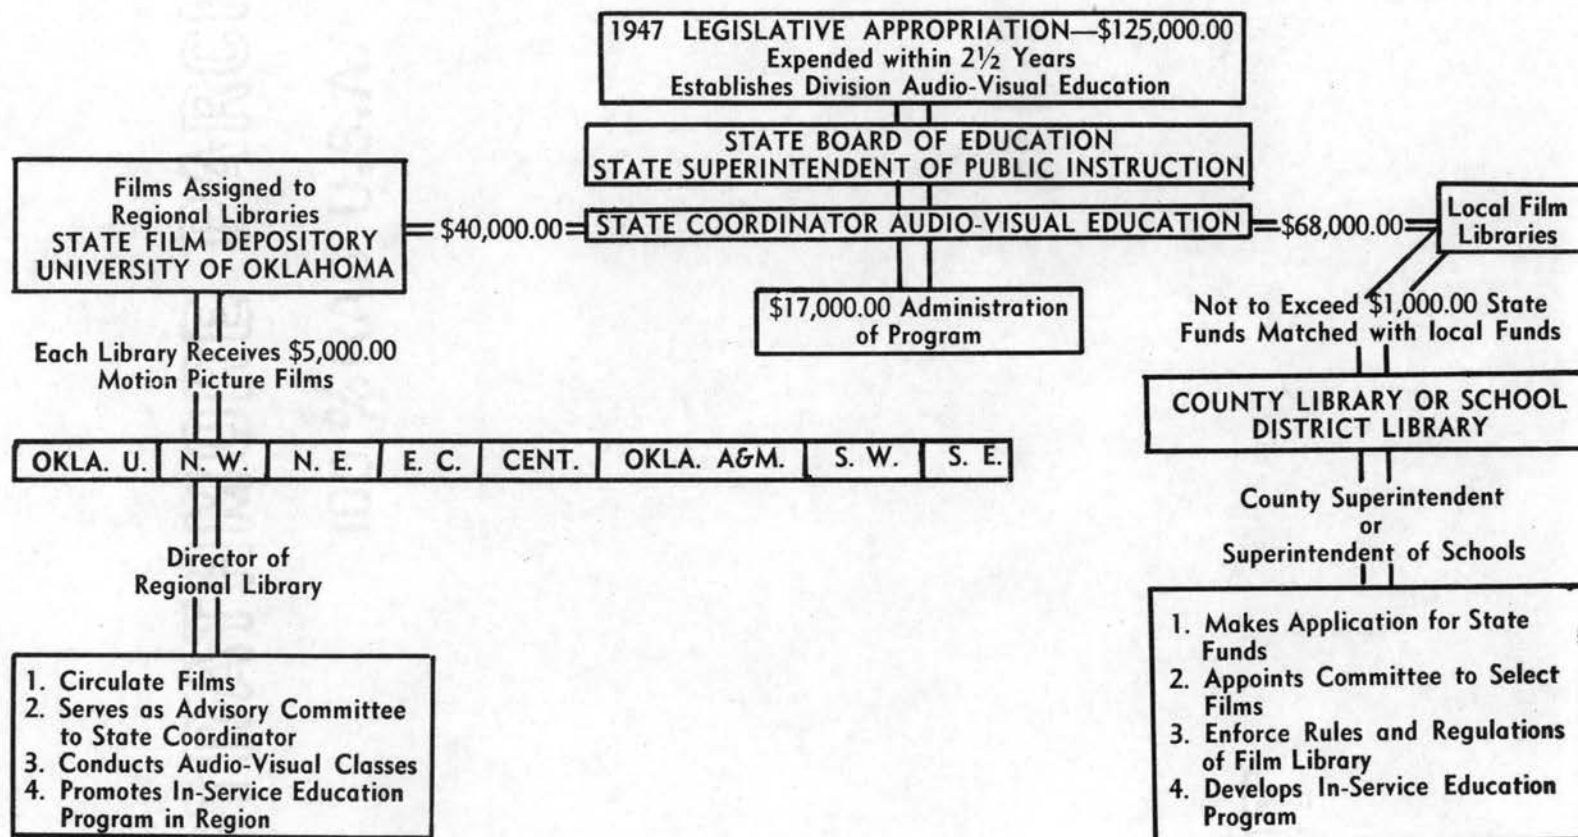 1947 LEGISLATIVE APPROPRIATION—$125,000.00
Expended within 2½ Years
Establishes Division Audio-Visual Education
STATE BOARD OF EDUCATION
STATE SUPERINTENDENT OF PUBLIC INSTRUCTION
STATE COORDINATOR AUDIO-VISUAL EDUCATION
$17,000.00 Administration
of Program
$40,000.00
Films Assigned to
Regional Libraries
STATE FILM DEPOSITORY
UNIVERSITY OF OKLAHOMA
Each Library Receives $5,000.00
Motion Picture Films
OKLA. U. N. W. N. E. E. C. CENT. OKLA. A&M. S. W. S. E.
Director of
Regional Library
1. Circulate Films
2. Serves as Advisory Committee
to State Coordinator
3. Conducts Audio-Visual Classes
4. Promotes In-Service Education
Program in Region
$68,000.00
Local Film
Libraries
Not to Exceed $1,000.00 State
Funds Matched with local Funds
COUNTY LIBRARY OR SCHOOL
DISTRICT LIBRARY
County Superintendent
or
Superintendent of Schools
1. Makes Application for State
Funds
2. Appoints Committee to Select
Films
3. Enforce Rules and Regulations
of Film Library
4. Develops In-Service Education
Program